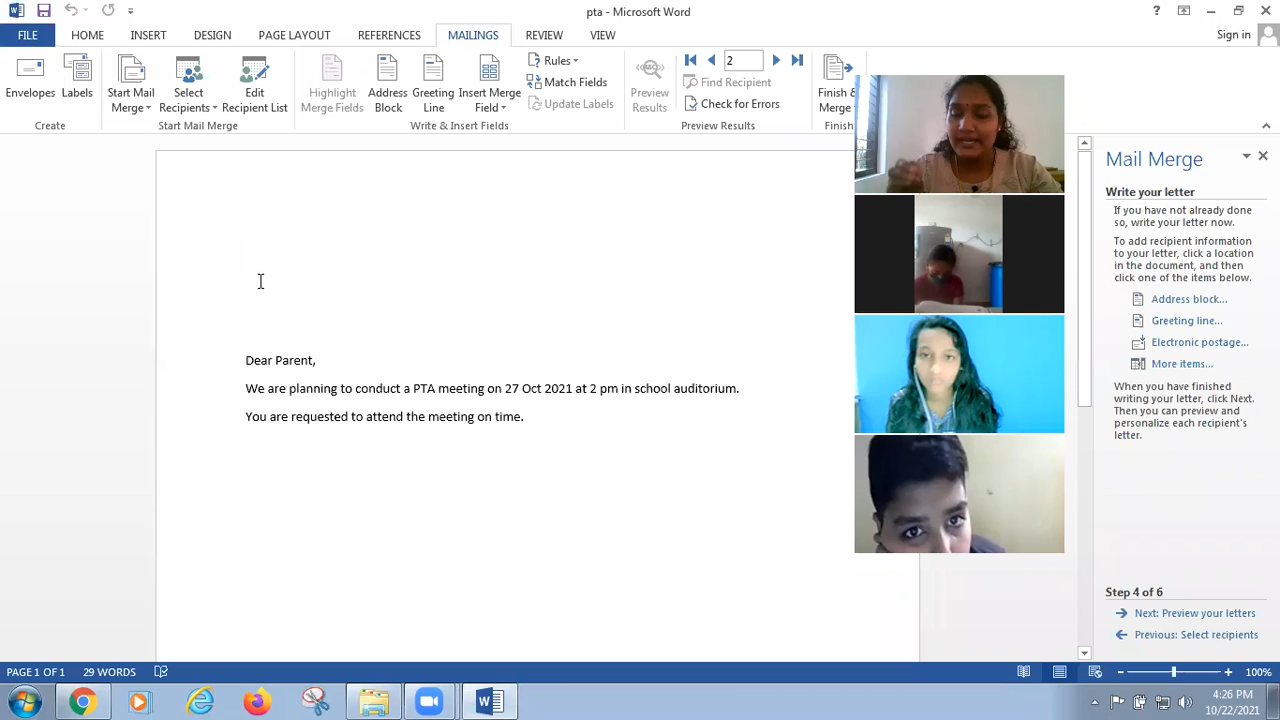 pta - Microsoft Word
Sign in
FILE HOME INSERT DESIGN PAGE LAYOUT REFERENCES MAILINGS REVIEW VIEW
Envelopes
Labels
Create
Start Mail Merge
Select Recipients
Edit Recipient List
Start Mail Merge
Highlight Merge Fields
Address Block
Greeting Line
Insert Merge Field
Rules
Match Fields
Update Labels
Write & Insert Fields
Preview Results
2
Find Recipient
Check for Errors
Preview Results
Finish & Merge
Finish
Dear Parent,
We are planning to conduct a PTA meeting on 27 Oct 2021 at 2 pm in school auditorium.
You are requested to attend the meeting on time.
Mail Merge
Write your letter
If you have not already done
so, write your letter now.
To add recipient information
to your letter, click a location
in the document, and then
click one of the items below.
Address block...
Greeting line...
Electronic postage...
More items...
When you have finished
writing your letter, click Next.
Then you can preview and
personalize each recipient's
letter.
Step 4 of 6
Next: Preview your letters
Previous: Select recipients
PAGE 1 OF 1 29 WORDS
100%
4:26 PM
10/22/2021